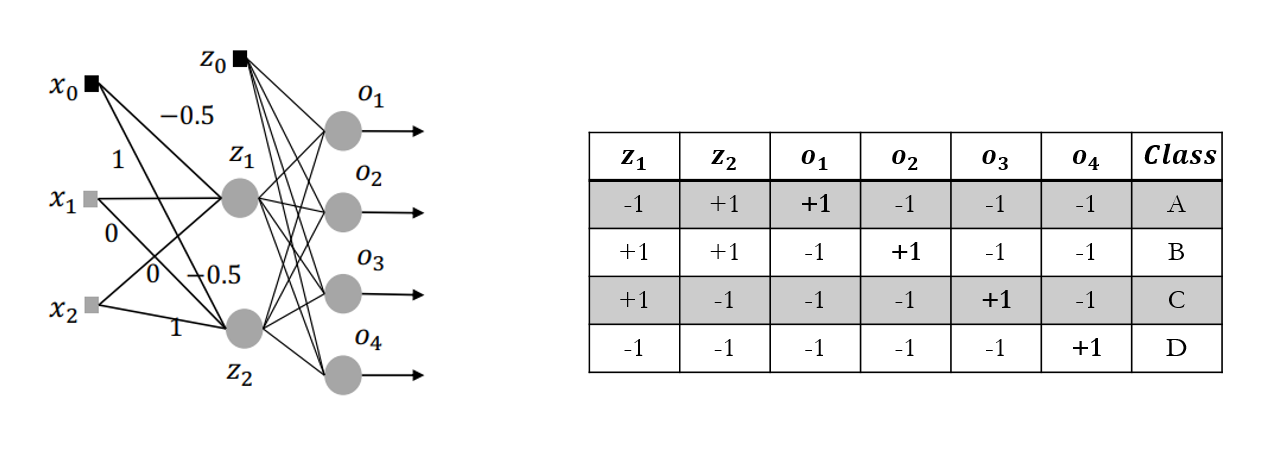 z₀
x₀
−0.5
o₁
1
z₁
o₂
x₁
0
o₃
0
−0.5
x₂
1
o₄
z₂
z₁ z₂ o₁ o₂ o₃ o₄ Class
-1 +1 +1 -1 -1 -1 A
+1 +1 -1 +1 -1 -1 B
+1 -1 -1 -1 +1 -1 C
-1 -1 -1 -1 -1 +1 D